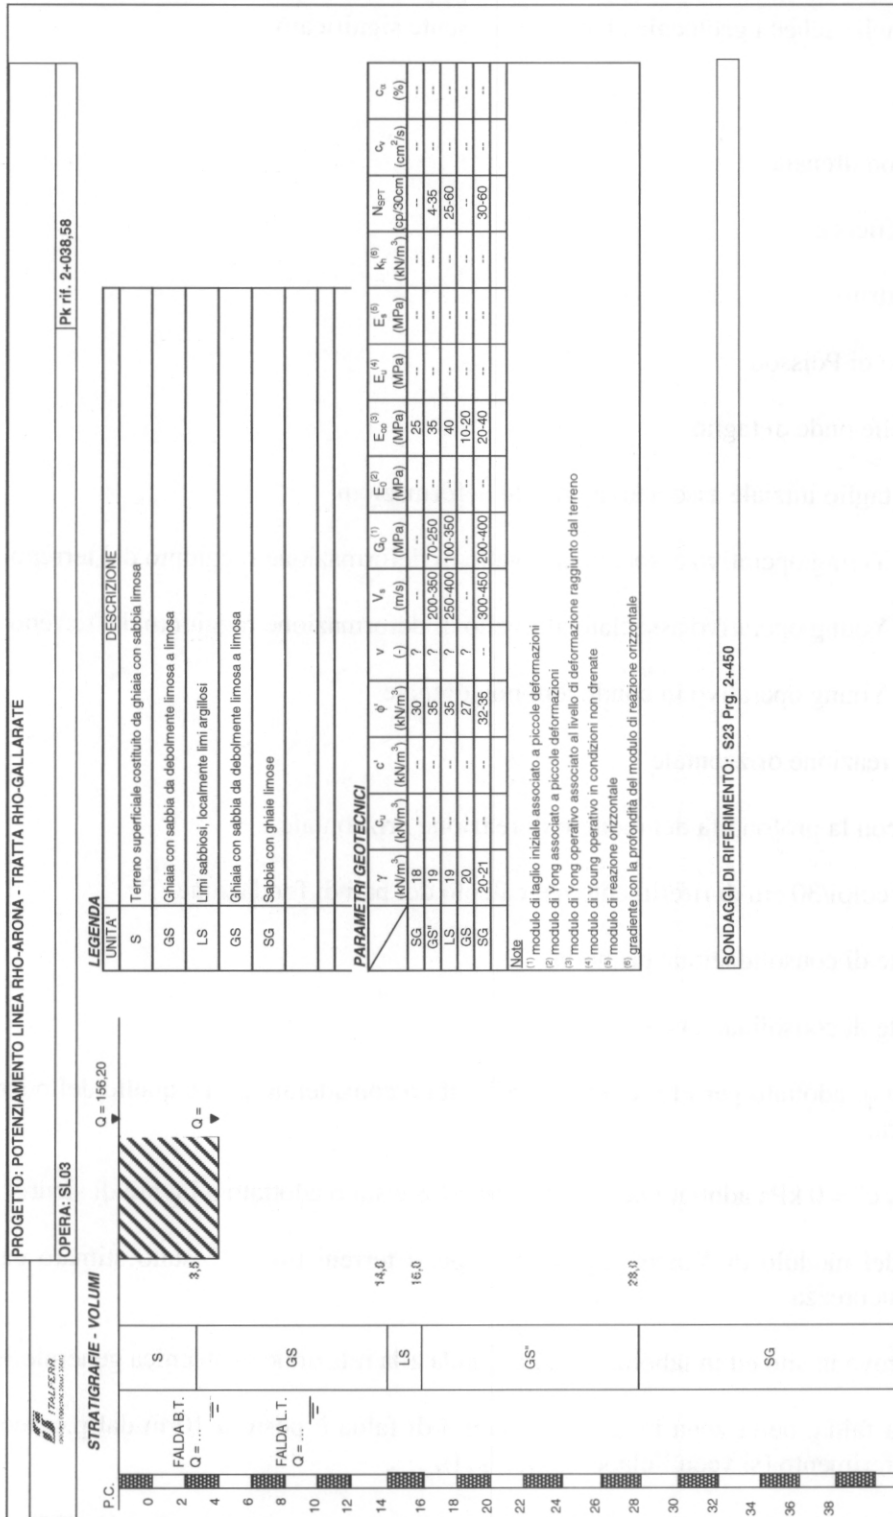 ITALFERR
PROGETTO: POTENZIAMENTO LINEA RHO-ARONA - TRATTA RHO-GALLARATE
OPERA: SL03
Pk rif. 2+038,58
STRATIGRAFIE - VOLUMI
P.C.
0
2
4
6
8
10
12
14
16
18
20
22
24
26
28
30
32
34
36
38
FALDA B.T.
Q = ....
FALDA L.T.
Q = ...
S
GS
LS
GS"
SG
3,5
14,0
16,0
28,0
Q = 156,20
Q =
LEGENDA
UNITA' DESCRIZIONE
S Terreno superficiale costituito da ghiaia con sabbia limosa
GS Ghiaia con sabbia da debolmente limosa a limosa
LS Limi sabbiosi, localmente limi argillosi
GS Ghiaia con sabbia da debolmente limosa a limosa
SG Sabbia con ghiaie limose
PARAMETRI GEOTECNICI
γ cu c' ϕ' ν Vs G0(1) E0(2) Eop(3) Eu(4) Es(5) kh(6) NSPT cv cα
(kN/m3) (kN/m3) (kN/m3) (kN/m3) (-) (m/s) (MPa) (MPa) (MPa) (MPa) (MPa) (kN/m3) (cp/30cm) (cm2/s) (%)
SG 18 -- -- 30 ? -- -- -- 25 -- -- -- -- -- --
GS" 19 -- -- 35 ? 200-350 70-250 -- 35 -- -- -- 4-35 -- --
LS 19 -- -- 35 ? 250-400 100-350 -- 40 -- -- -- 25-60 -- --
GS 20 -- -- 27 ? -- -- -- 10-20 -- -- -- -- -- --
SG 20-21 -- -- 32-35 -- 300-450 200-400 -- 20-40 -- -- -- 30-60 -- --
Note
(1) modulo di taglio iniziale associato a piccole deformazioni
(2) modulo di Yong associato a piccole deformazioni
(3) modulo di Yong operativo associato al livello di deformazione raggiunto dal terreno
(4) modulo di Young operativo in condizioni non drenate
(5) modulo di reazione orizzontale
(6) gradiente con la profondità del modulo di reazione orizzontale
SONDAGGI DI RIFERIMENTO: S23 Prg. 2+450